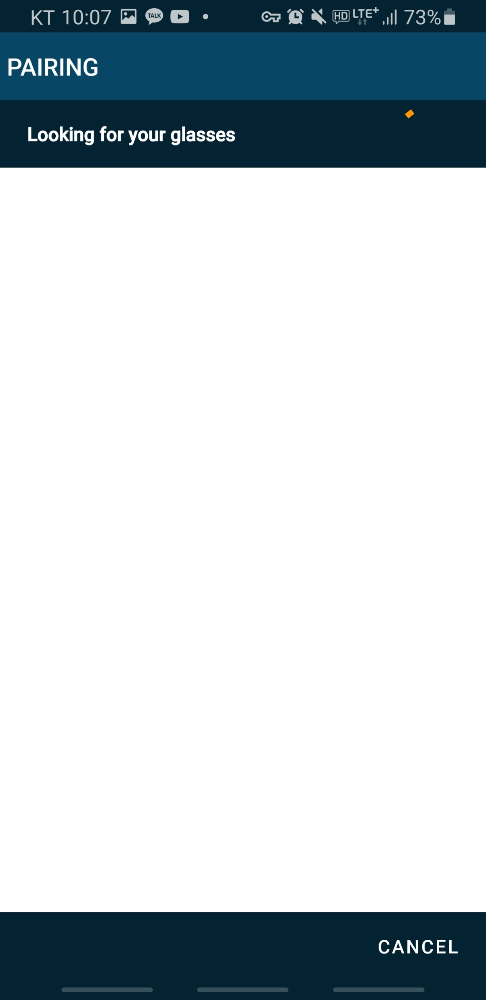 KT 10:07 TALK HD LTE+ 73%
PAIRING
Looking for your glasses
CANCEL